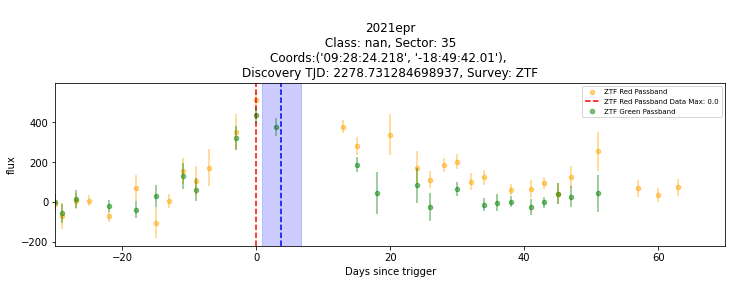 2021epr
Class: nan, Sector: 35
Coords:('09:28:24.218', '-18:49:42.01'),
Discovery TJD: 2278.731284698937, Survey: ZTF
ZTF Red Passband
ZTF Red Passband Data Max: 0.0
ZTF Green Passband
flux
400
200
0
−200
−20
0
20
40
60
Days since trigger